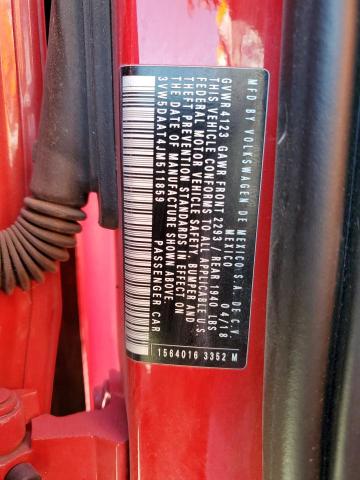 MFD BY VOLKSWAGEN DE MEXICO S.A. DE C.V.
MEXICO 04/18
GVWR 4123 GAWR FRONT 2293 / REAR 1940 LBS
THIS VEHICLE CONFORMS TO ALL APPLICABLE U.S.
FEDERAL MOTOR VEHICLE SAFETY, BUMPER AND
THEFT PREVENTION STANDARDS IN EFFECT ON
THE DATE OF MANUFACTURE SHOWN ABOVE.
3VW5DAAT4JM511869 PASSENGER CAR
1564016 3352 M